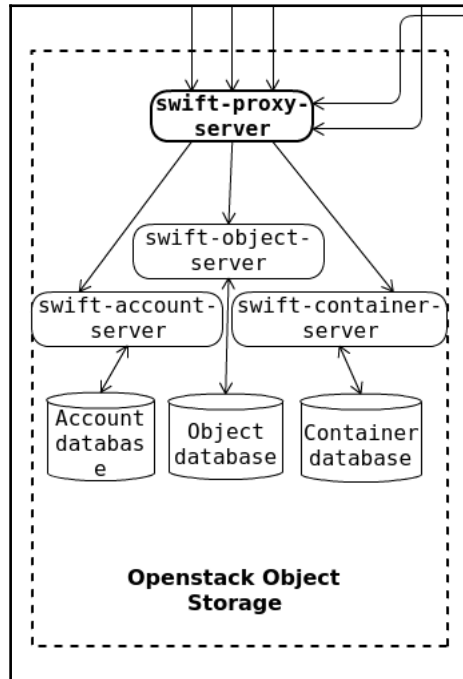 swift-proxy-
server
swift-object-
server
swift-account-
server
swift-container-
server
Account
databas
e
Object
database
Container
database
Openstack Object
Storage